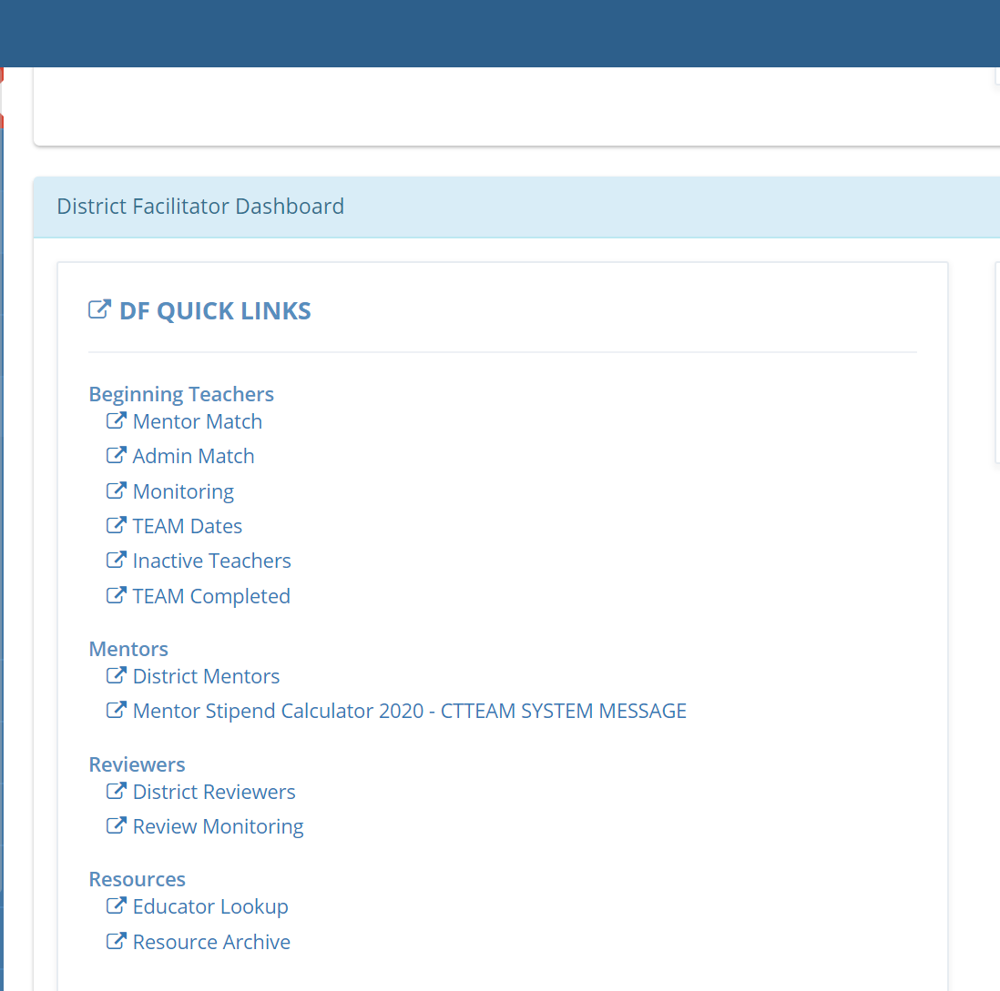 District Facilitator Dashboard
DF QUICK LINKS
Beginning Teachers
Mentor Match
Admin Match
Monitoring
TEAM Dates
Inactive Teachers
TEAM Completed
Mentors
District Mentors
Mentor Stipend Calculator 2020 - CTTEAM SYSTEM MESSAGE
Reviewers
District Reviewers
Review Monitoring
Resources
Educator Lookup
Resource Archive